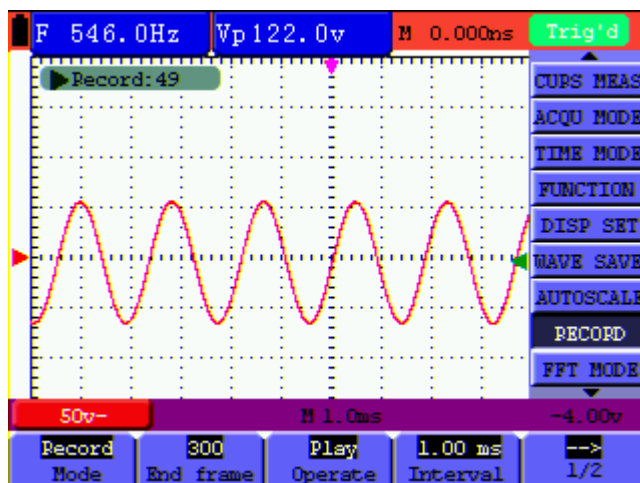 F 546.0Hz
Vp122.0v
M 0.000ns
Trig'd
Record:49
CURS MEAS
ACQU MODE
TIME MODE
FUNCTION
DISP SET
WAVE SAVE
AUTOSCALE
RECORD
FFT MODE
50v-
M 1.0ms
-4.00v
Record
Mode
300
End frame
Play
Operate
1.00 ms
Interval
-->
1/2